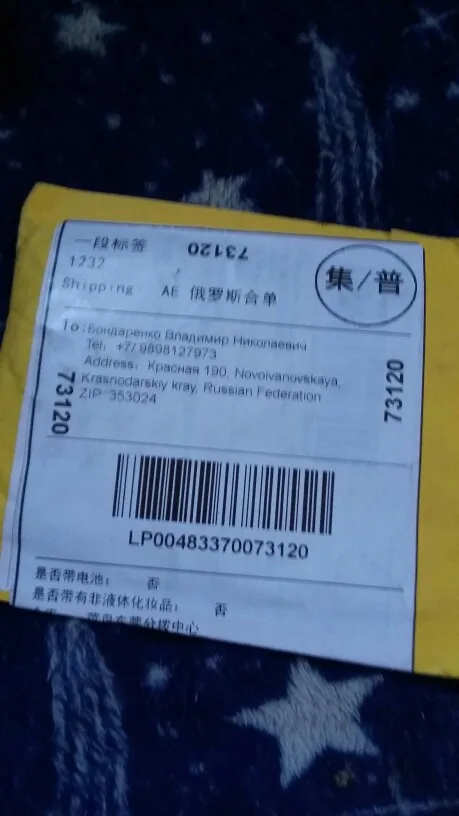 一段标签
73120
集/普
1232
Shipping: AE 俄罗斯合单
To: Бондаренко Владимир Николаевич
Tel: +7/ 9898127973
Address: Красная 190, Novoivanovskaya,
Krasnodarskiy kray, Russian Federation
ZIP: 353024
73120
73120
LP00483370073120
是否带电池: 否
是否带有非液体化妆品: 否